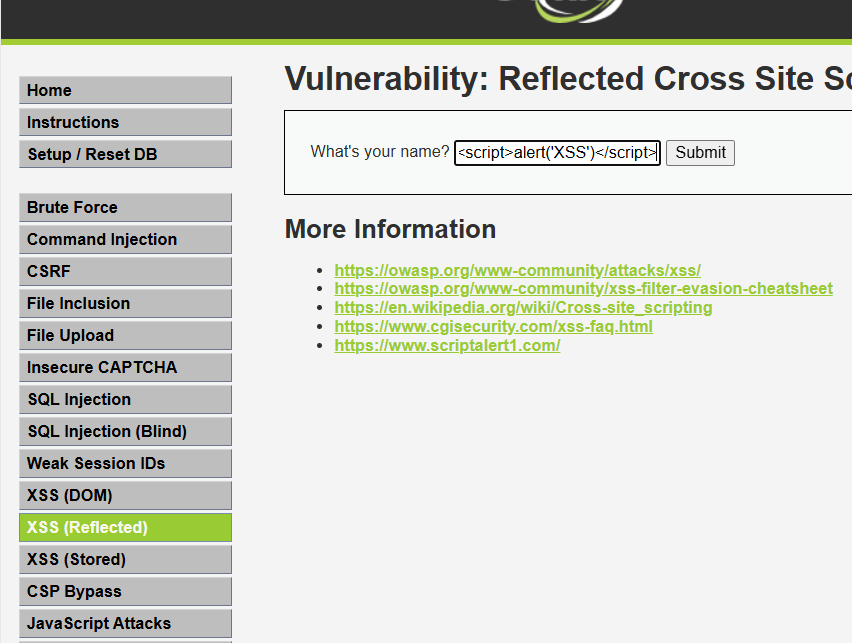 Home
Instructions
Setup / Reset DB
Brute Force
Command Injection
CSRF
File Inclusion
File Upload
Insecure CAPTCHA
SQL Injection
SQL Injection (Blind)
Weak Session IDs
XSS (DOM)
XSS (Reflected)
XSS (Stored)
CSP Bypass
JavaScript Attacks
Vulnerability: Reflected Cross Site
What's your name? <script>alert('XSS')</script> Submit
More Information
https://owasp.org/www-community/attacks/xss/
https://owasp.org/www-community/xss-filter-evasion-cheatsheet
https://en.wikipedia.org/wiki/Cross-site_scripting
https://www.cgisecurity.com/xss-faq.html
https://www.scriptalert1.com/